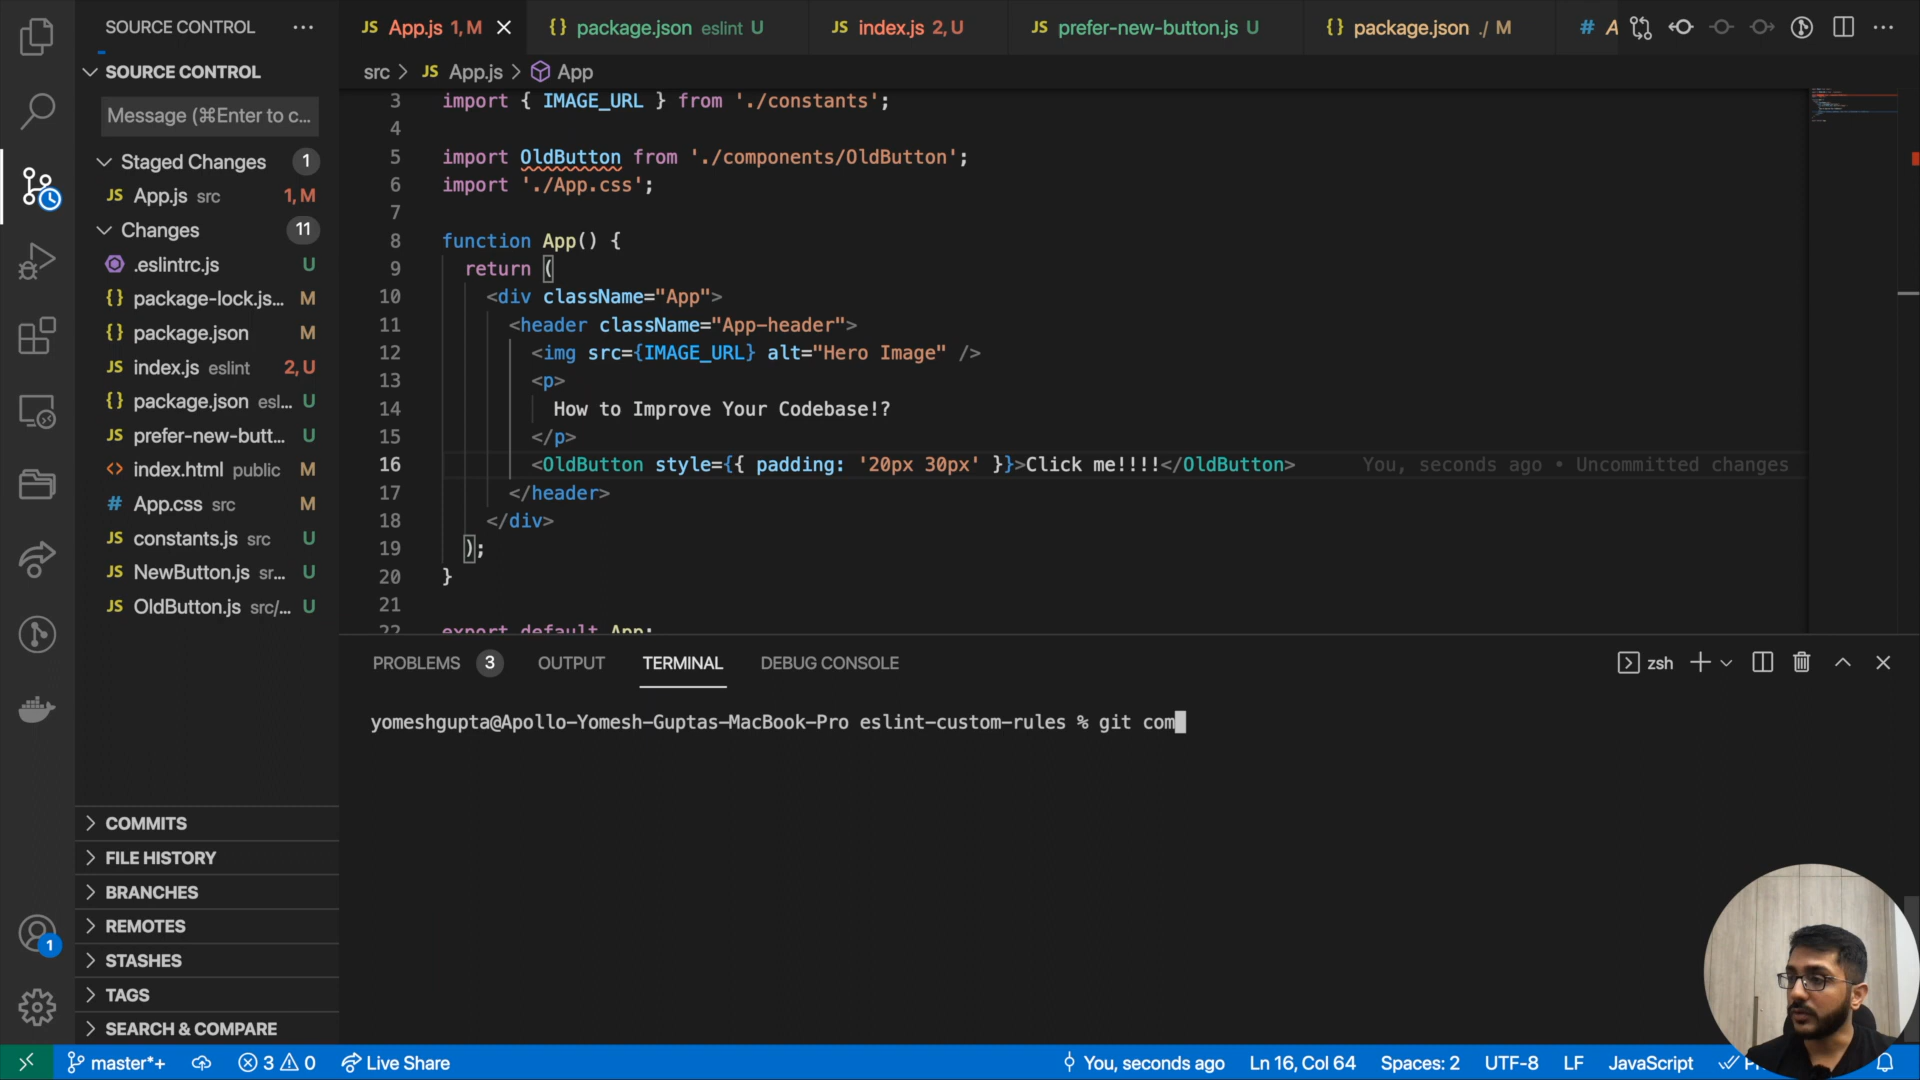 SOURCE CONTROL ...
JS App.js 1, M
{} package.json eslint U
JS index.js 2, U
JS prefer-new-button.js U
{} package.json ./ M
# A
SOURCE CONTROL
Message (⌘Enter to c...
Staged Changes 1
JS App.js src 1, M
Changes 11
.eslintrc.js U
{} package-lock.js... M
{} package.json M
JS index.js eslint 2, U
{} package.json esl... U
JS prefer-new-butt... U
<> index.html public M
# App.css src M
JS constants.js src U
JS NewButton.js sr... U
JS OldButton.js src/... U
COMMITS
FILE HISTORY
BRANCHES
REMOTES
STASHES
TAGS
SEARCH & COMPARE
src > JS App.js > App
3 import { IMAGE_URL } from './constants';
4
5 import OldButton from './components/OldButton';
6 import './App.css';
7
8 function App() {
9 return (
10 <div className="App">
11 <header className="App-header">
12 <img src={IMAGE_URL} alt="Hero Image" />
13 <p>
14 How to Improve Your Codebase!?
15 </p>
16 <OldButton style={{ padding: '20px 30px' }}>Click me!!!!</OldButton> You, seconds ago • Uncommitted changes
17 </header>
18 </div>
19 );
20 }
21
22 export default App;
PROBLEMS 3 OUTPUT TERMINAL DEBUG CONSOLE
zsh
yomeshgupta@Apollo-Yomesh-Guptas-MacBook-Pro eslint-custom-rules % git com
1
master*+ 3 0 Live Share
You, seconds ago Ln 16, Col 64 Spaces: 2 UTF-8 LF JavaScript